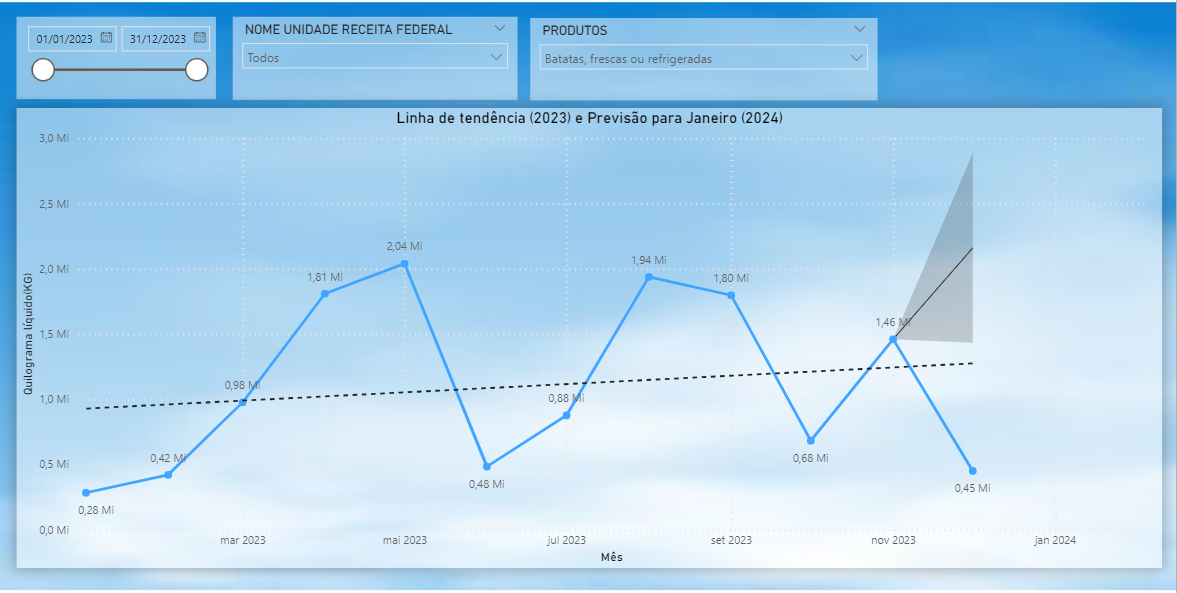 01/01/2023
31/12/2023
NOME UNIDADE RECEITA FEDERAL
Todos
PRODUTOS
Batatas, frescas ou refrigeradas
Linha de tendência (2023) e Previsão para Janeiro (2024)
3,0 Mi
2,5 Mi
2,0 Mi
1,5 Mi
1,0 Mi
0,5 Mi
0,0 Mi
Quilograma líquido(KG)
0,28 Mi
0,42 Mi
0,98 Mi
1,81 Mi
2,04 Mi
0,48 Mi
0,88 Mi
1,94 Mi
1,80 Mi
0,68 Mi
1,46 Mi
0,45 Mi
mar 2023
mai 2023
jul 2023
set 2023
nov 2023
jan 2024
Mês